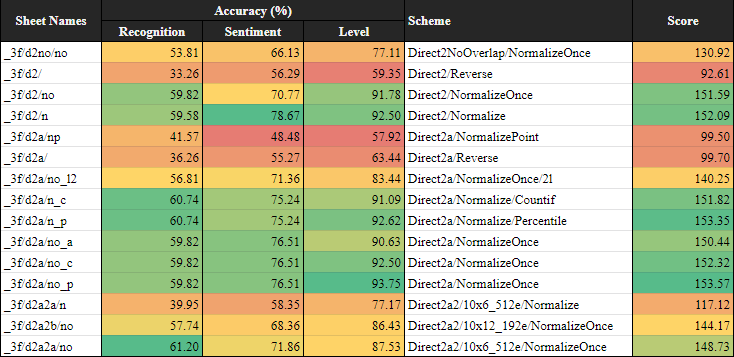 Sheet Names Accuracy (%) Scheme Score
Recognition Sentiment Level
_3f/d2no/no 53.81 66.13 77.11 Direct2NoOverlap/NormalizeOnce 130.92
_3f/d2/ 33.26 56.29 59.35 Direct2/Reverse 92.61
_3f/d2/no 59.82 70.77 91.78 Direct2/NormalizeOnce 151.59
_3f/d2/n 59.58 78.67 92.50 Direct2/Normalize 152.09
_3f/d2a/np 41.57 48.48 57.92 Direct2a/NormalizePoint 99.50
_3f/d2a/ 36.26 55.27 63.44 Direct2a/Reverse 99.70
_3f/d2a/no_l2 56.81 71.36 83.44 Direct2a/NormalizeOnce/2l 140.25
_3f/d2a/n_c 60.74 75.24 91.09 Direct2a/Normalize/Countif 151.82
_3f/d2a/n_p 60.74 75.24 92.62 Direct2a/Normalize/Percentile 153.35
_3f/d2a/no_a 59.82 76.51 90.63 Direct2a/NormalizeOnce 150.44
_3f/d2a/no_c 59.82 76.51 92.50 Direct2a/NormalizeOnce 152.32
_3f/d2a/no_p 59.82 76.51 93.75 Direct2a/NormalizeOnce 153.57
_3f/d2a2a/n 39.95 58.35 77.17 Direct2a2/10x6_512e/Normalize 117.12
_3f/d2a2b/no 57.74 68.36 86.43 Direct2a2/10x12_192e/NormalizeOnce 144.17
_3f/d2a2a/no 61.20 71.86 87.53 Direct2a2/10x6_512e/NormalizeOnce 148.73